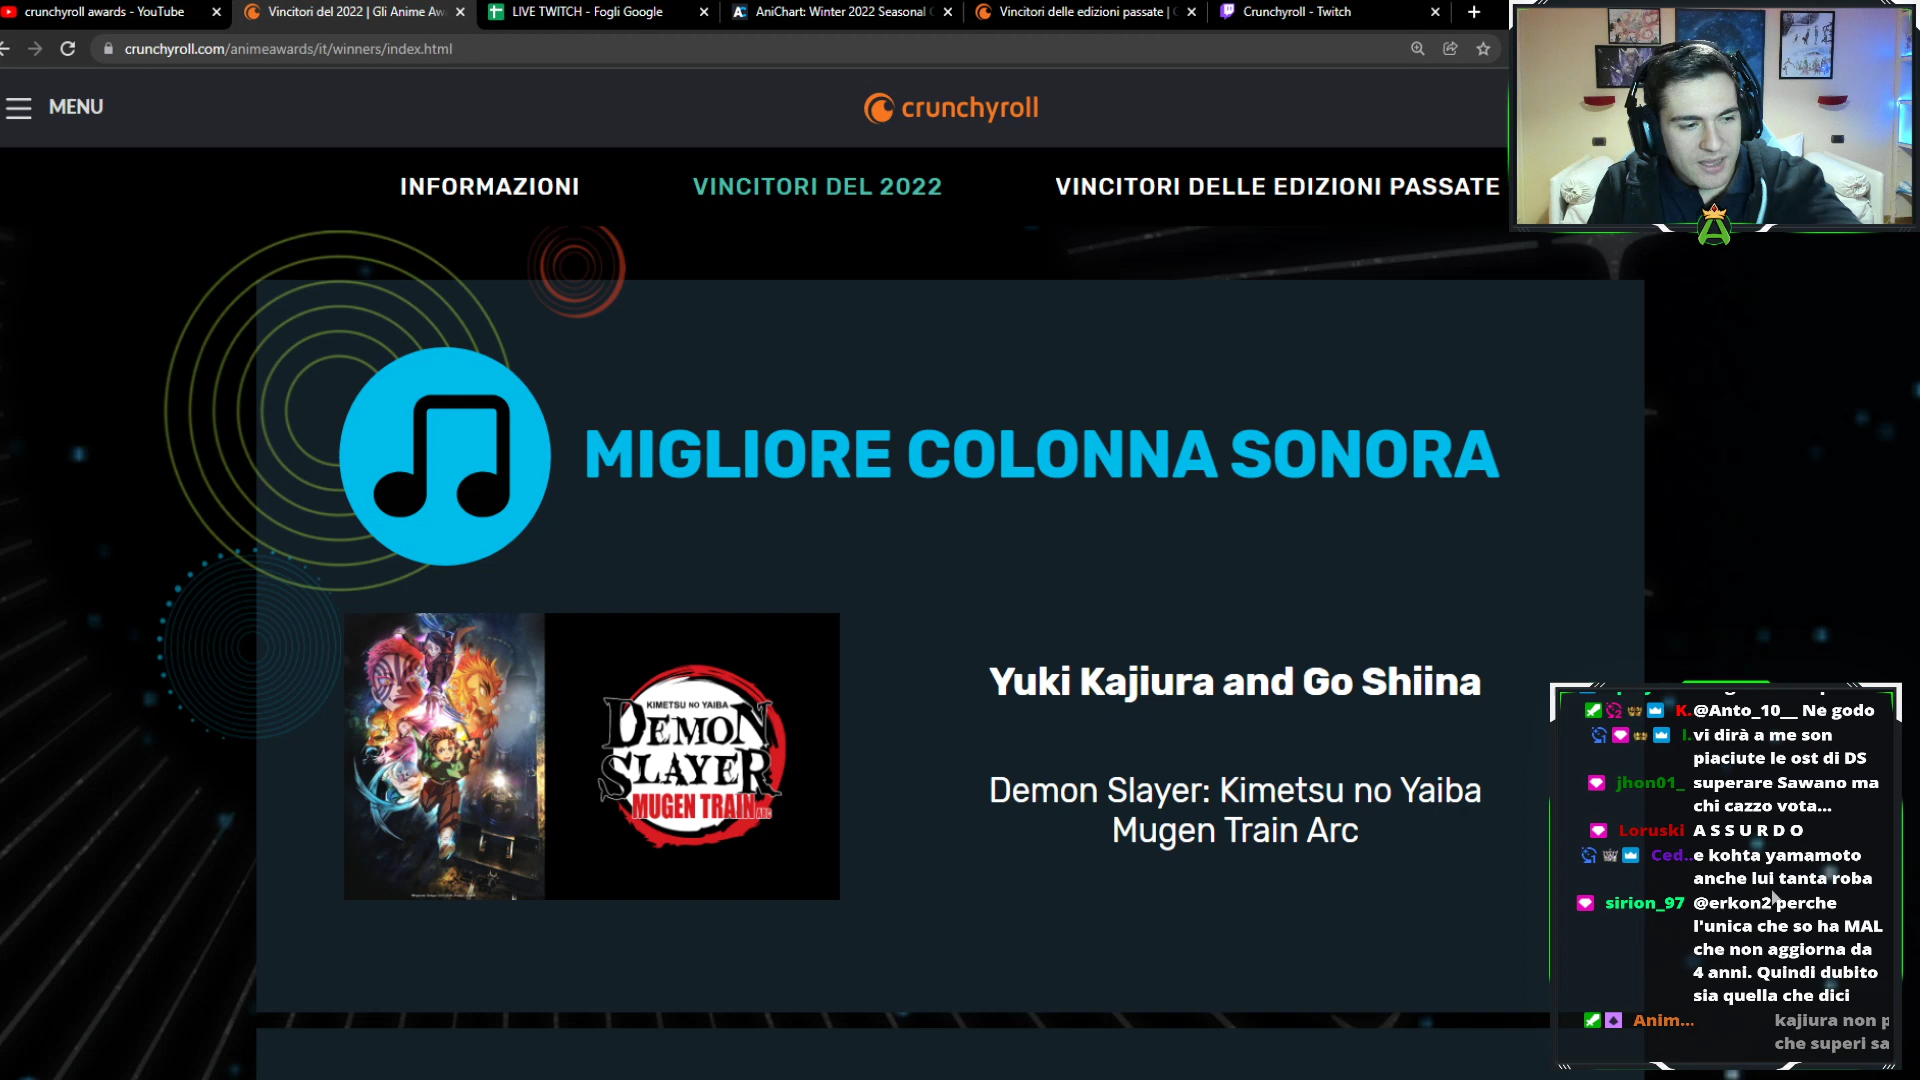 crunchyroll awards - YouTube
Vincitori del 2022 | Gli Anime Aw
LIVE TWITCH - Fogli Google
AniChart: Winter 2022 Seasonal
Vincitori delle edizioni passate |
Crunchyroll - Twitch
crunchyroll.com/animeawards/it/winners/index.html
MENU
crunchyroll
INFORMAZIONI
VINCITORI DEL 2022
VINCITORI DELLE EDIZIONI PASSATE
MIGLIORE COLONNA SONORA
KIMETSU NO YAIBA
DEMON
SLAYER
MUGEN TRAIN ARC
Yuki Kajiura and Go Shiina
Demon Slayer: Kimetsu no Yaiba
Mugen Train Arc
K. @Anto_10__ Ne godo
l. vi dirà a me son
piaciute le ost di DS
jhon01_ superare Sawano ma
chi cazzo vota...
Loruski A S S U R D O
Ced.. e kohta yamamoto
anche lui tanta roba
sirion_97 @erkon2 perche
l'unica che so ha MAL
che non aggiorna da
4 anni. Quindi dubito
sia quella che dici
Anim... kajiura non p
che superi sa